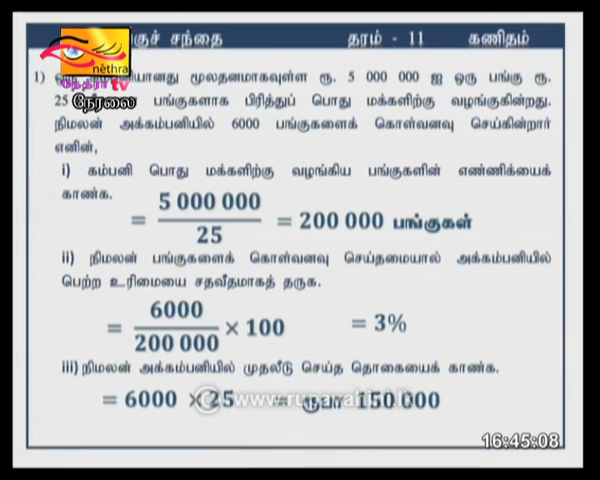 குச் சந்தை தரம் - 11 கணிதம்
nethra
நேத்ரா tv
நேரலை
1) யானது மூலதனமாகவுள்ள ரூ. 5 000 000 ஐ ஒரு பங்கு ரூ.
25 பங்குகளாக பிரித்துப் பொது மக்களிற்கு வழங்குகின்றது.
நிமலன் அக்கம்பனியில் 6000 பங்குகளைக் கொள்வனவு செய்கின்றார்
எனின்,
i) கம்பனி பொது மக்களிற்கு வழங்கிய பங்குகளின் எண்ணிக்கையைக்
காண்க.
= 5 000 000 / 25 = 200 000 பங்குகள்
ii) நிமலன் பங்குகளைக் கொள்வனவு செய்தமையால் அக்கம்பனியில்
பெற்ற உரிமையை சதவீதமாகத் தருக.
= 6000 / 200 000 × 100 = 3%
iii) நிமலன் அக்கம்பனியில் முதலீடு செய்த தொகையைக் காண்க.
= 6000 × 25 = ரூபா 150 000
16:45:08